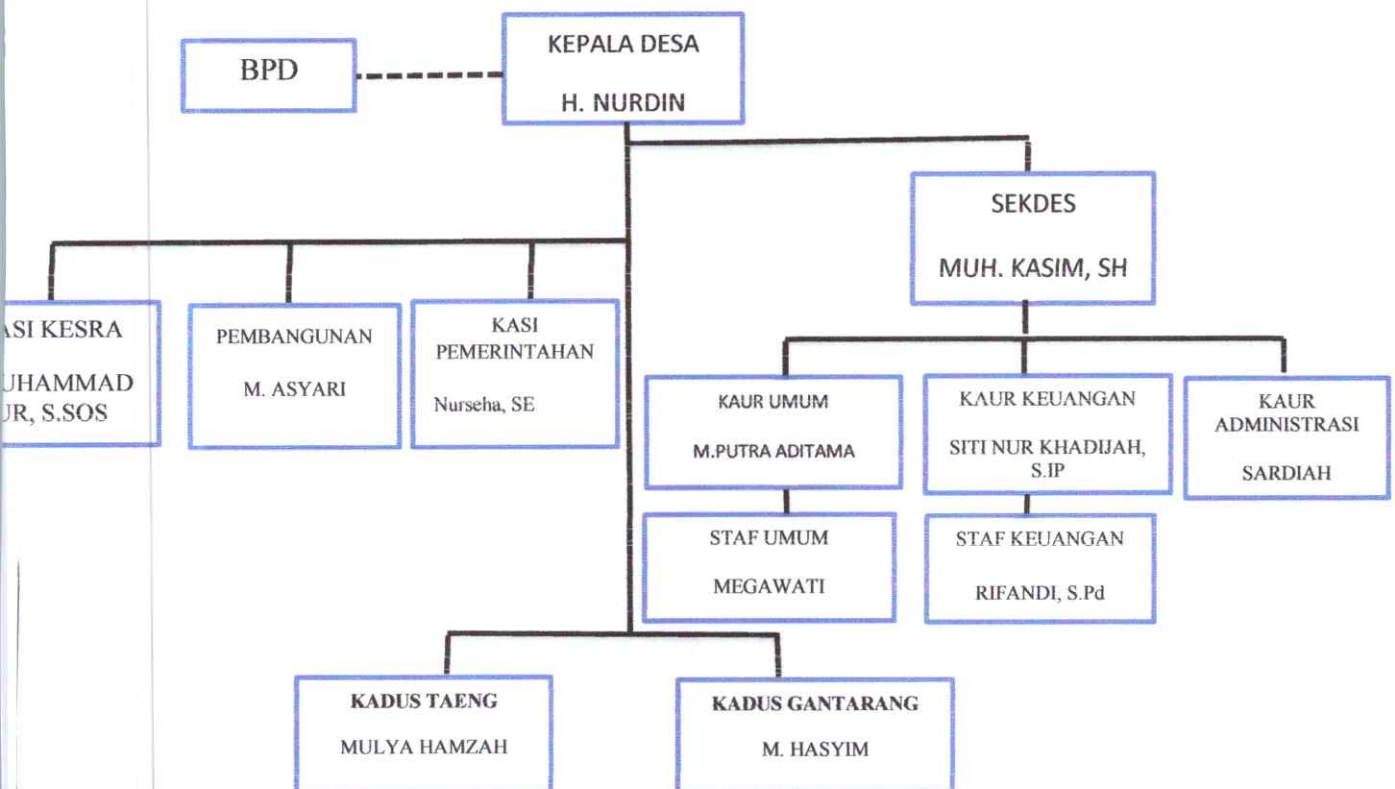 BPD
KEPALA DESA
H. NURDIN
SEKDES
MUH. KASIM, SH
ASI KESRA
UHAMMAD
UR, S.SOS
PEMBANGUNAN
M. ASYARI
KASI
PEMERINTAHAN
Nurseha, SE
KAUR UMUM
M.PUTRA ADITAMA
KAUR KEUANGAN
SITI NUR KHADIJAH,
S.IP
KAUR
ADMINISTRASI
SARDIAH
STAF UMUM
MEGAWATI
STAF KEUANGAN
RIFANDI, S.Pd
KADUS TAENG
MULYA HAMZAH
KADUS GANTARANG
M. HASYIM